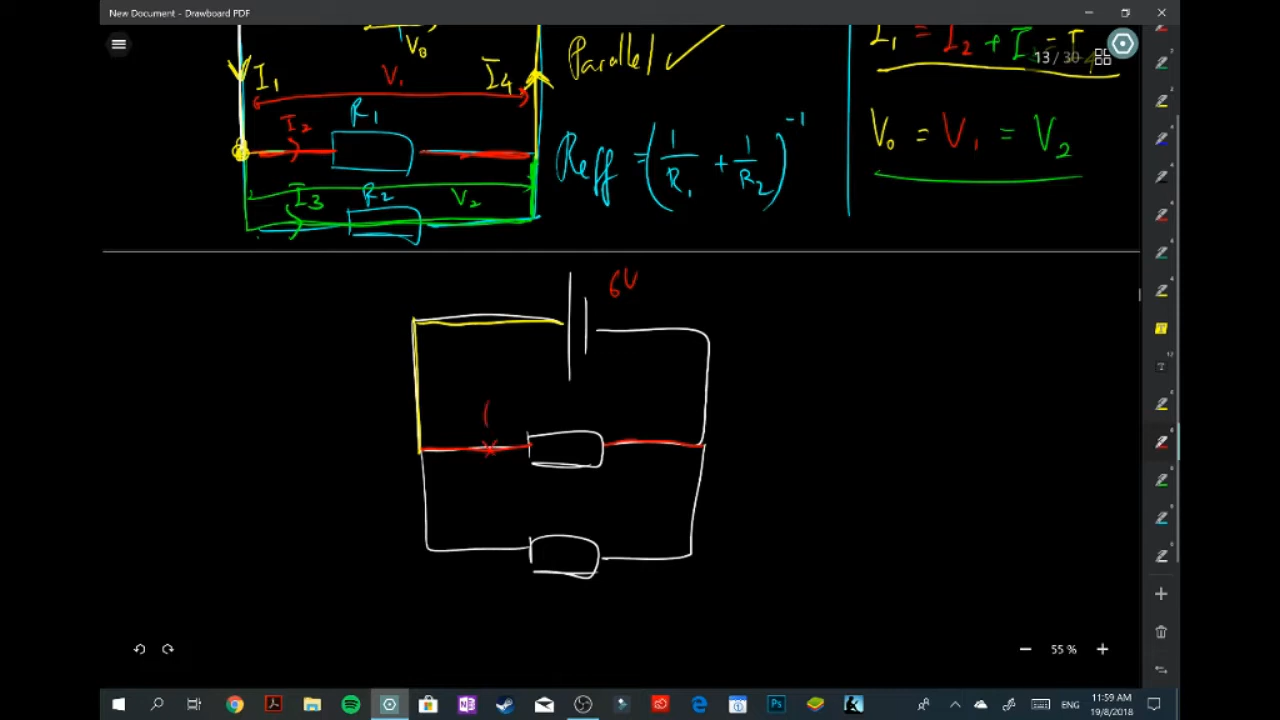 New Document - Drawboard PDF
V₀
Parallel ✓
I₁ = I₂ + I
13 / 30
I₁
V₁
I₄
R₁
I₂
Reff = (1/R₁ + 1/R₂)⁻¹
V₀ = V₁ = V₂
I₃
R₂
V₂
6V
1
x
55 %
ENG
11:59 AM
19/8/2018